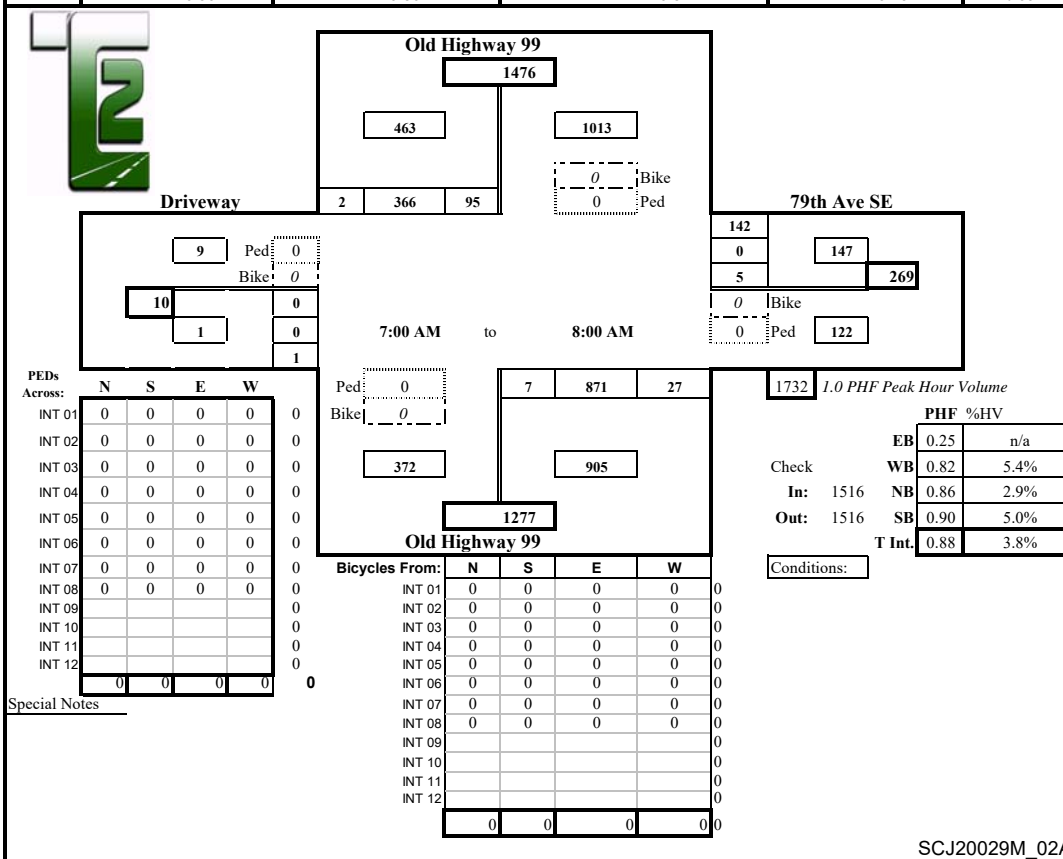 T2
Old Highway 99
1476
463 1013
0 Bike
0 Ped
2 366 95
Driveway
79th Ave SE
142
0 147
5 269
9 Ped 0
Bike 0
10 0
1 0
1
0 Bike
0 Ped 122
7:00 AM to 8:00 AM
Ped 0
Bike 0
7 871 27
1732 1.0 PHF Peak Hour Volume
372 905
1277
Old Highway 99
PHF %HV
EB 0.25 n/a
Check WB 0.82 5.4%
In: 1516 NB 0.86 2.9%
Out: 1516 SB 0.90 5.0%
T Int. 0.88 3.8%
Conditions:
PEDs
Across: N S E W
INT 01 0 0 0 0 0
INT 02 0 0 0 0 0
INT 03 0 0 0 0 0
INT 04 0 0 0 0 0
INT 05 0 0 0 0 0
INT 06 0 0 0 0 0
INT 07 0 0 0 0 0
INT 08 0 0 0 0 0
INT 09 0
INT 10 0
INT 11 0
INT 12 0
0 0 0 0 0
Special Notes
Bicycles From: N S E W
INT 01 0 0 0 0 0
INT 02 0 0 0 0 0
INT 03 0 0 0 0 0
INT 04 0 0 0 0 0
INT 05 0 0 0 0 0
INT 06 0 0 0 0 0
INT 07 0 0 0 0 0
INT 08 0 0 0 0 0
INT 09 0
INT 10 0
INT 11 0
INT 12 0
0 0 0 0 0